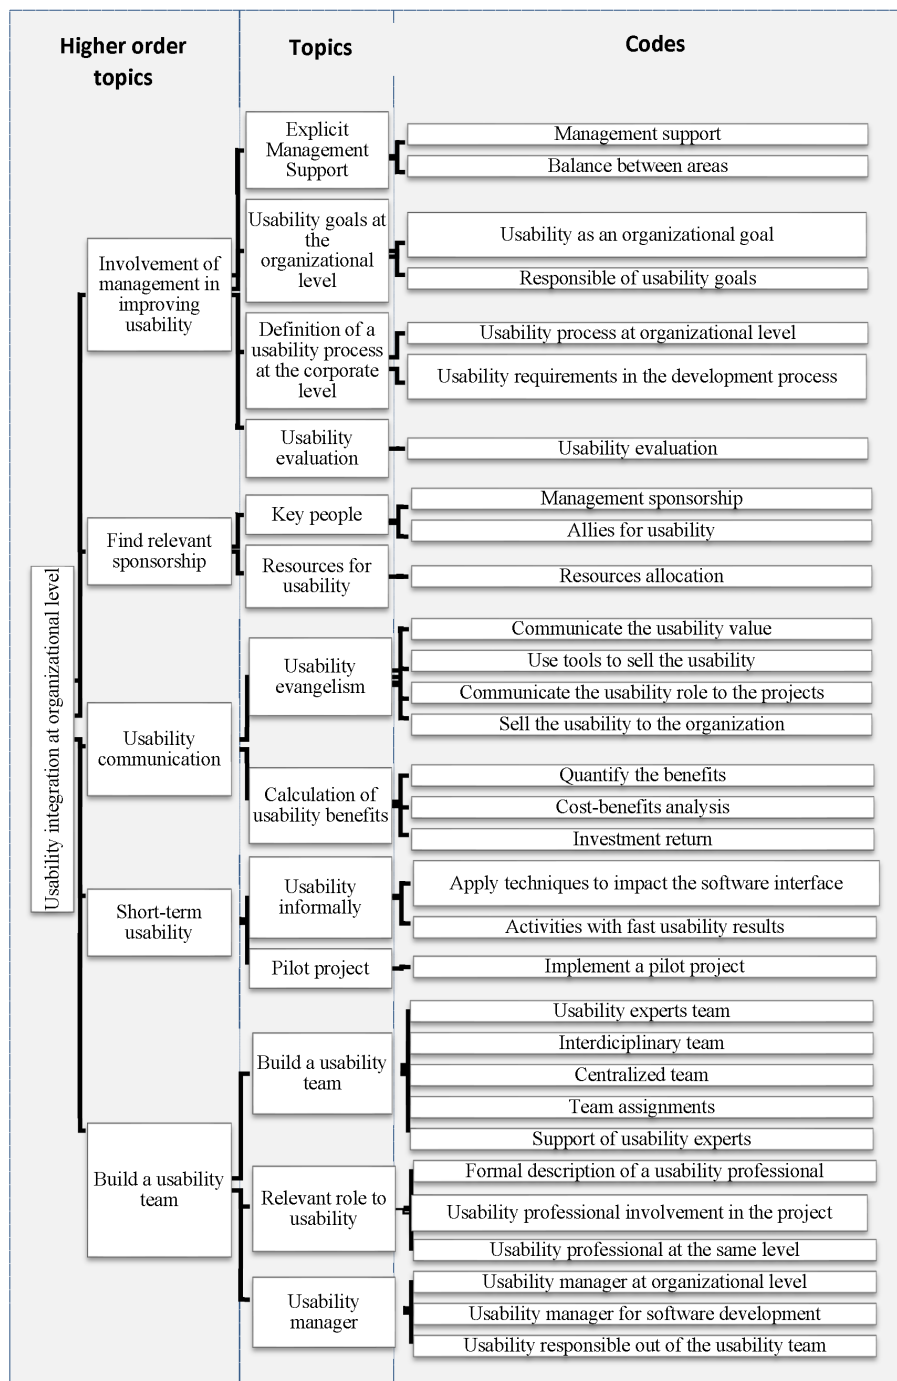 Higher order
topics
Topics
Codes
Usability integration at organizational level
Involvement of
management in
improving
usability
Explicit
Management
Support
Management support
Balance between areas
Usability goals at
the
organizational
level
Usability as an organizational goal
Responsible of usability goals
Definition of a
usability process
at the corporate
level
Usability process at organizational level
Usability requirements in the development process
Usability
evaluation
Usability evaluation
Find relevant
sponsorship
Key people
Management sponsorship
Allies for usability
Resources for
usability
Resources allocation
Usability
communication
Usability
evangelism
Communicate the usability value
Use tools to sell the usability
Communicate the usability role to the projects
Sell the usability to the organization
Calculation of
usability benefits
Quantify the benefits
Cost-benefits analysis
Investment return
Short-term
usability
Usability
informally
Apply techniques to impact the software interface
Activities with fast usability results
Pilot project
Implement a pilot project
Build a usability
team
Build a usability
team
Usability experts team
Interdiciplinary team
Centralized team
Team assignments
Support of usability experts
Relevant role to
usability
Formal description of a usability professional
Usability professional involvement in the project
Usability professional at the same level
Usability
manager
Usability manager at organizational level
Usability manager for software development
Usability responsible out of the usability team